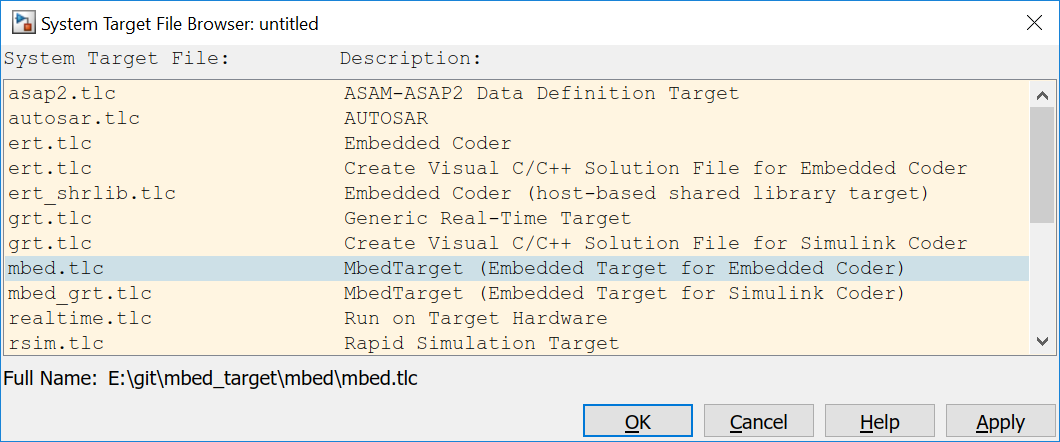 System Target File Browser: untitled
System Target File: Description:
asap2.tlc ASAM-ASAP2 Data Definition Target
autosar.tlc AUTOSAR
ert.tlc Embedded Coder
ert.tlc Create Visual C/C++ Solution File for Embedded Coder
ert_shrlib.tlc Embedded Coder (host-based shared library target)
grt.tlc Generic Real-Time Target
grt.tlc Create Visual C/C++ Solution File for Simulink Coder
mbed.tlc MbedTarget (Embedded Target for Embedded Coder)
mbed_grt.tlc MbedTarget (Embedded Target for Simulink Coder)
realtime.tlc Run on Target Hardware
rsim.tlc Rapid Simulation Target
Full Name: E:\git\mbed_target\mbed\mbed.tlc
OK Cancel Help Apply